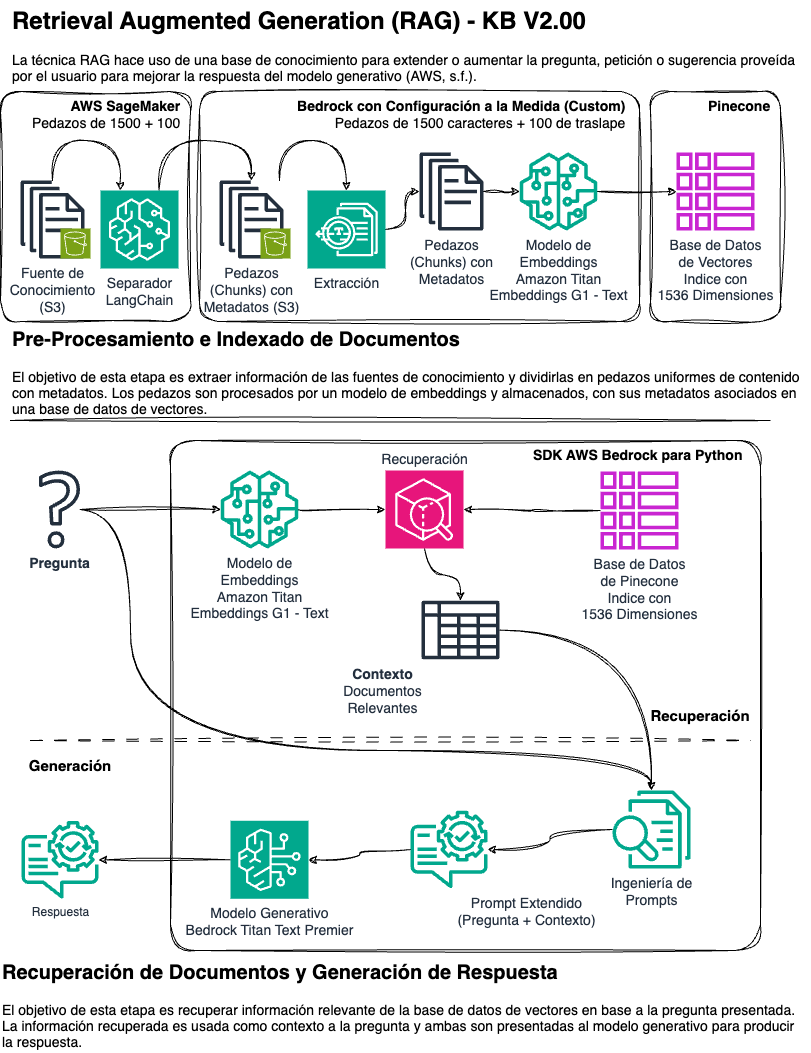 Retrieval Augmented Generation (RAG) - KB V2.00
La técnica RAG hace uso de una base de conocimiento para extender o aumentar la pregunta, petición o sugerencia proveída
por el usuario para mejorar la respuesta del modelo generativo (AWS, s.f.).
AWS SageMaker
Pedazos de 1500 + 100
Bedrock con Configuración a la Medida (Custom)
Pedazos de 1500 caracteres + 100 de traslape
Pinecone
Fuente de
Conocimiento
(S3)
Separador
LangChain
Pedazos
(Chunks) con
Metadatos (S3)
Extracción
Pedazos
(Chunks) con
Metadatos
Modelo de
Embeddings
Amazon Titan
Embeddings G1 - Text
Base de Datos
de Vectores
Indice con
1536 Dimensiones
Pre-Procesamiento e Indexado de Documentos
El objetivo de esta etapa es extraer información de las fuentes de conocimiento y dividirlas en pedazos uniformes de contenido
con metadatos. Los pedazos son procesados por un modelo de embeddings y almacenados, con sus metadatos asociados en
una base de datos de vectores.
SDK AWS Bedrock para Python
Recuperación
Pregunta
Modelo de
Embeddings
Amazon Titan
Embeddings G1 - Text
Base de Datos
de Pinecone
Indice con
1536 Dimensiones
Contexto
Documentos
Relevantes
Recuperación
Generación
Respuesta
Modelo Generativo
Bedrock Titan Text Premier
Prompt Extendido
(Pregunta + Contexto)
Ingeniería de
Prompts
Recuperación de Documentos y Generación de Respuesta
El objetivo de esta etapa es recuperar información relevante de la base de datos de vectores en base a la pregunta presentada.
La información recuperada es usada como contexto a la pregunta y ambas son presentadas al modelo generativo para producir
la respuesta.